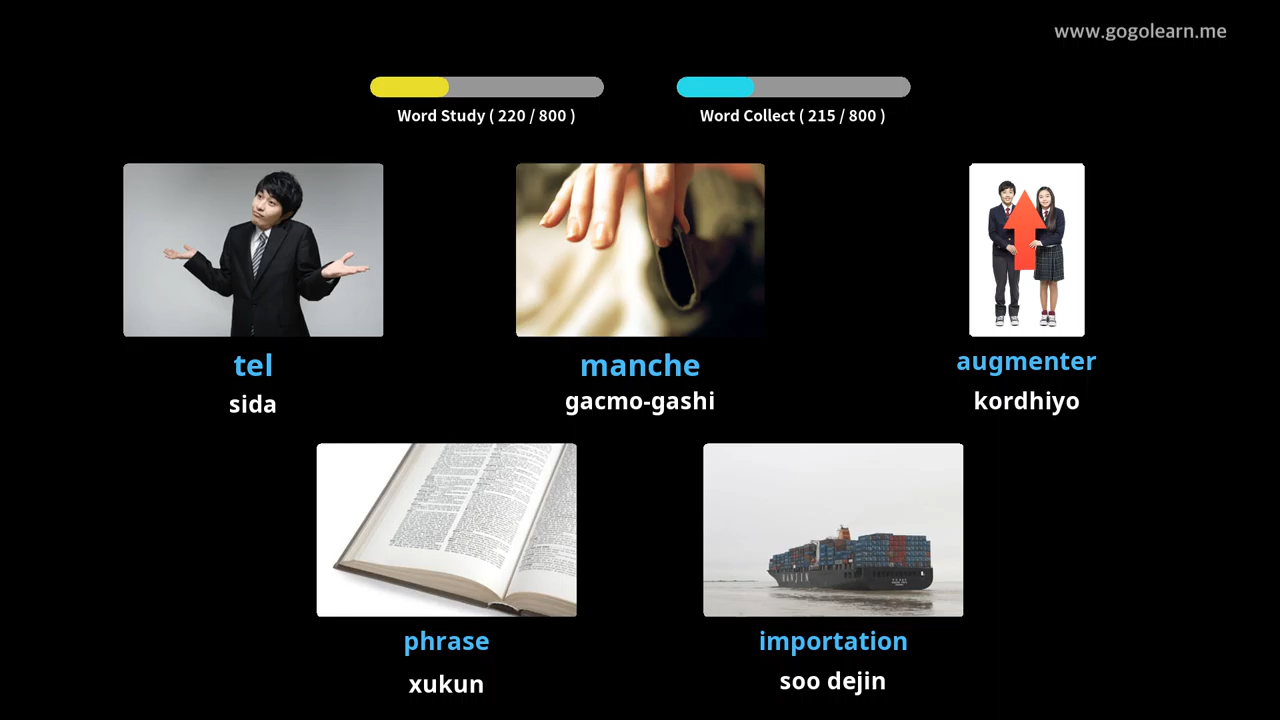 www.gogolearn.me
Word Study ( 220 / 800 )
Word Collect ( 215 / 800 )
tel
sida
manche
gacmo-gashi
augmenter
kordhiyo
HANJIN
phrase
xukun
importation
soo dejin